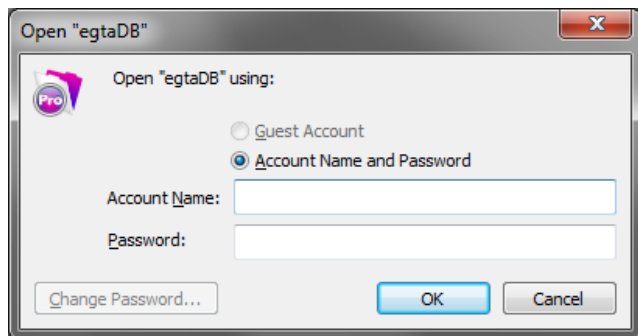 Open "egtaDB"
Open "egtaDB" using:
Pro
Guest Account
Account Name and Password
Account Name:
Password:
Change Password...
OK
Cancel